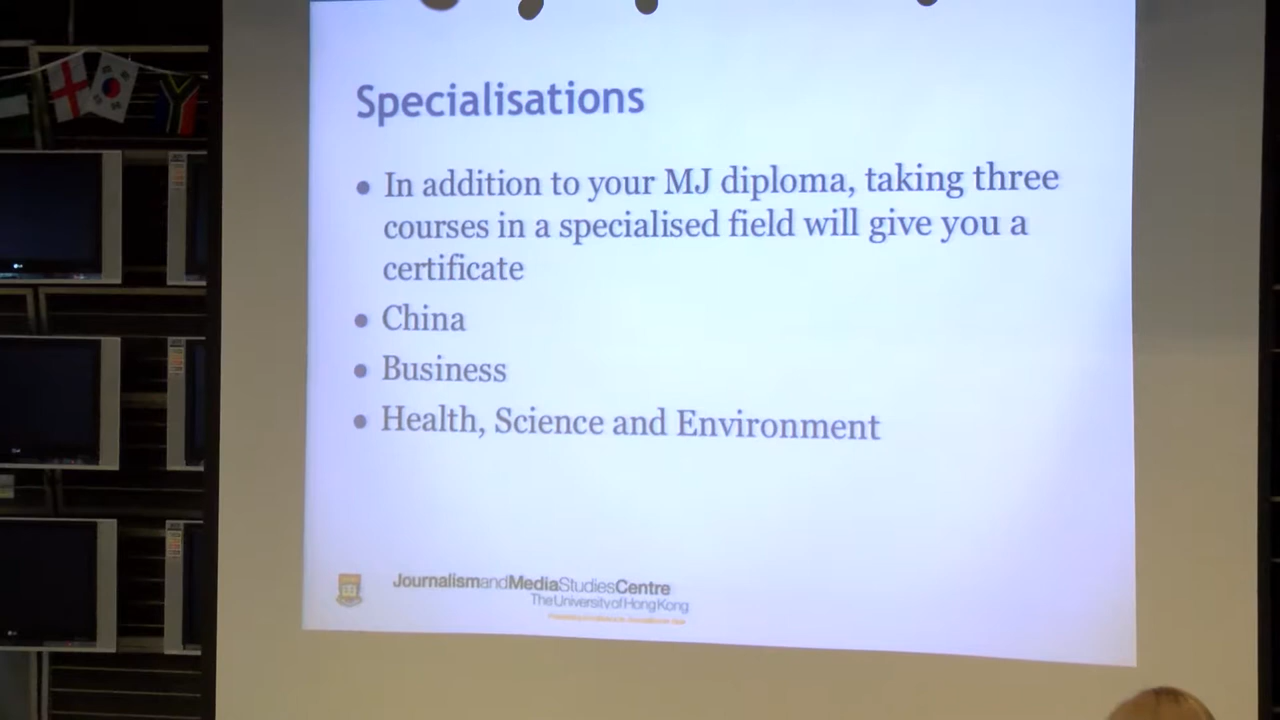 Specialisations
• In addition to your MJ diploma, taking three
courses in a specialised field will give you a
certificate
• China
• Business
• Health, Science and Environment
JournalismandMediaStudiesCentre
The University of Hong Kong